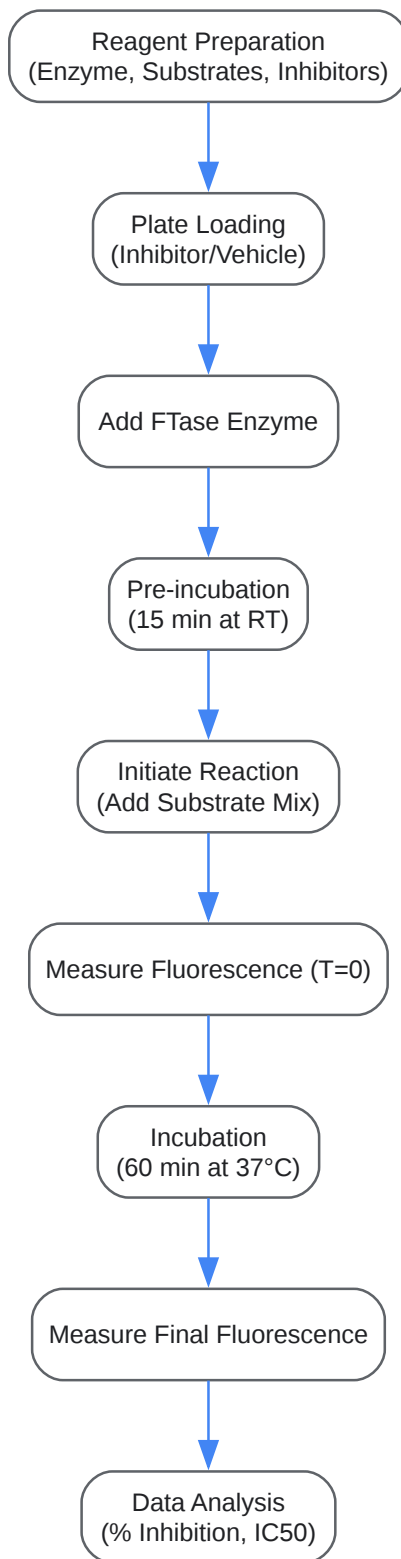 Reagent Preparation
(Enzyme, Substrates, Inhibitors)
Plate Loading
(Inhibitor/Vehicle)
Add FTase Enzyme
Pre-incubation
(15 min at RT)
Initiate Reaction
(Add Substrate Mix)
Measure Fluorescence (T=0)
Incubation
(60 min at 37°C)
Measure Final Fluorescence
Data Analysis
(% Inhibition, IC50)